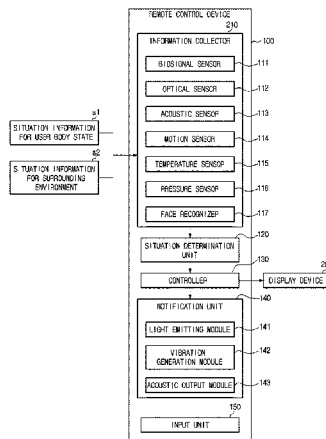 REMOTE CONTROL DEVICE
210
INFORMATION COLLECTOR
100
BIOSIGNAL SENSOR
111
OPTICAL SENSOR
112
ACOUSTIC SENSOR
113
a1
SITUATION INFORMATION
FOR USER BODY STATE
MOTION SENSOR
114
a2
SITUATION INFORMATION
FOR SURROUNDING
ENVIRONMENT
TEMPERATURE SENSOR
115
PRESSURE SENSOR
116
FACE RECOGNIZER
117
120
SITUATION DETERMINATION
UNIT
130
CONTROLLER
DISPLAY DEVICE
140
NOTIFICATION UNIT
LIGHT EMITTING MODULE
141
VIBRATION
GENERATION MODULE
142
ACOUSTIC OUTPUT MODULE
143
150
INPUT UNIT